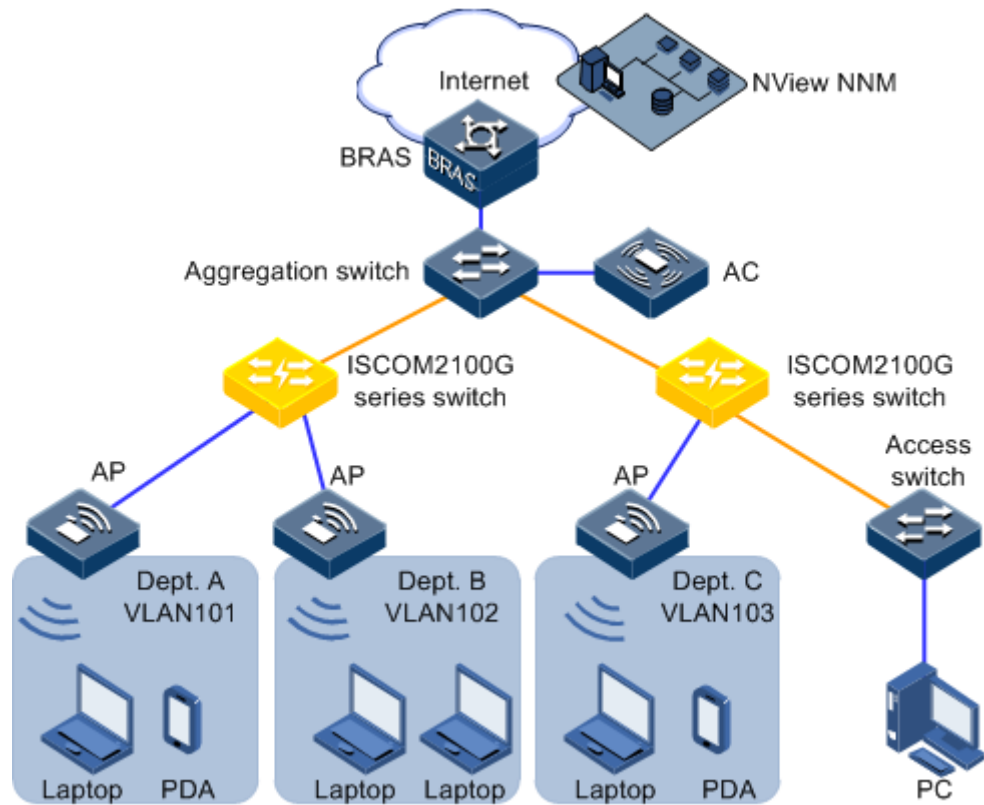 Internet
NView NNM
BRAS
BRAS
Aggregation switch
AC
ISCOM2100G
series switch
ISCOM2100G
series switch
Access
switch
AP
AP
AP
Dept. A
VLAN101
Dept. B
VLAN102
Dept. C
VLAN103
Laptop
PDA
Laptop
Laptop
Laptop
PDA
PC